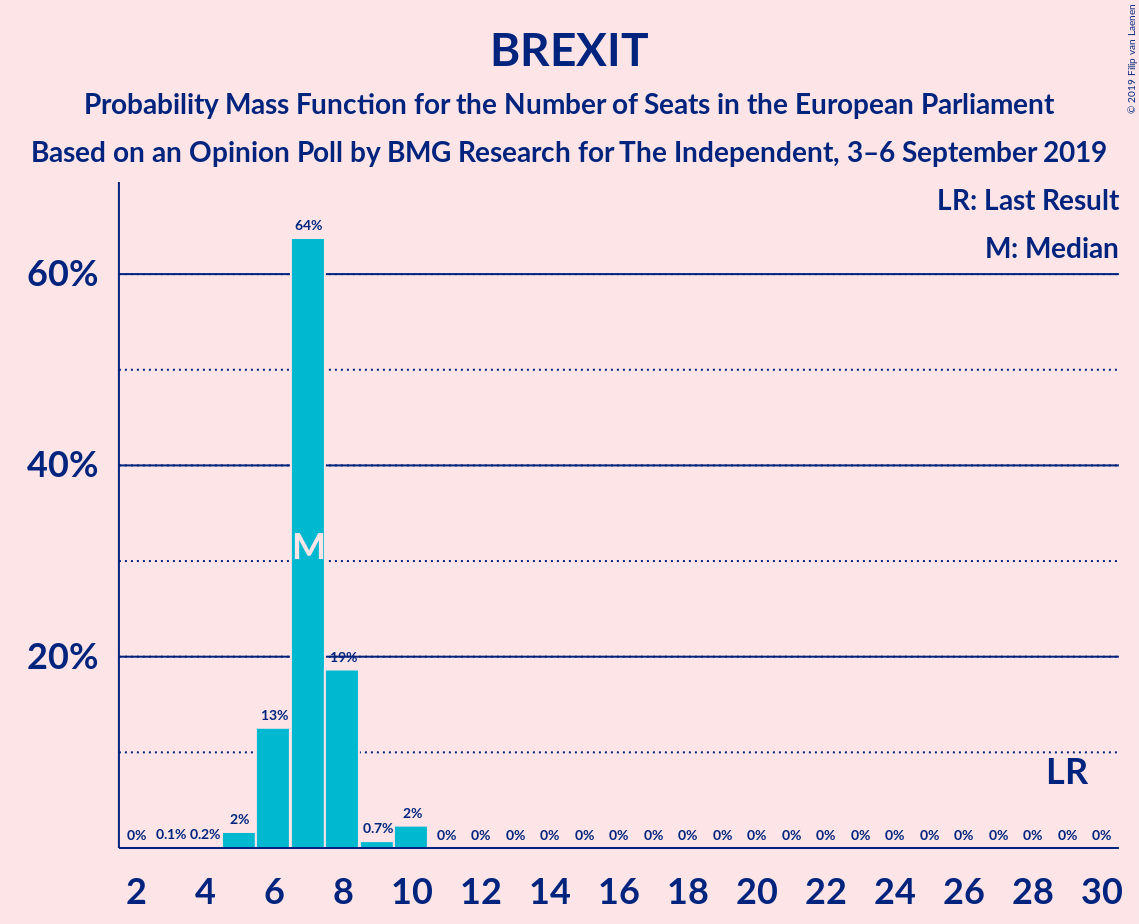 BREXIT
Probability Mass Function for the Number of Seats in the European Parliament
Based on an Opinion Poll by BMG Research for The Independent, 3–6 September 2019
© 2019 Filip van Laenen
LR: Last Result
M: Median
64%
60%
40%
M
20%
19%
13%
LR
0% 0.1% 0.2% 2% 0.7% 2% 0% 0% 0% 0% 0% 0% 0% 0% 0% 0% 0% 0% 0% 0% 0% 0% 0% 0% 0% 0%
2 4 6 8 10 12 14 16 18 20 22 24 26 28 30